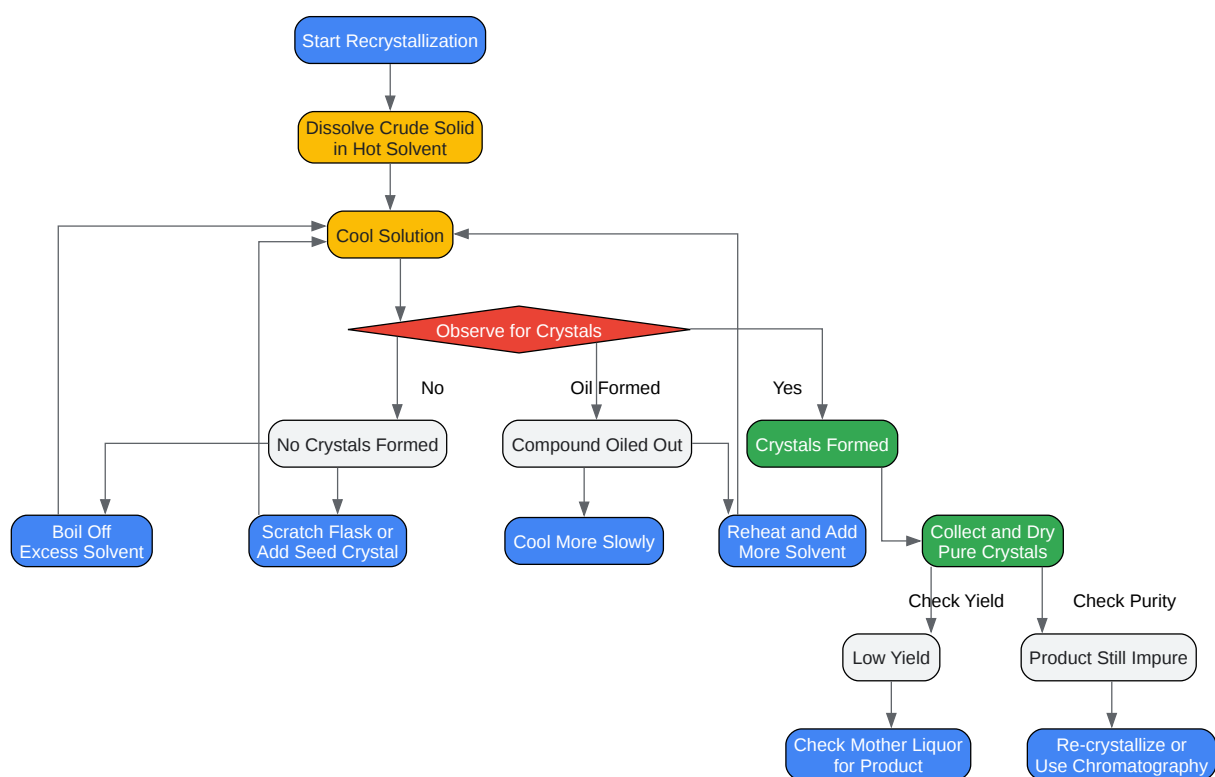 Start Recrystallization
Dissolve Crude Solid
in Hot Solvent
Cool Solution
Observe for Crystals
No
Oil Formed
Yes
No Crystals Formed
Compound Oiled Out
Crystals Formed
Boil Off
Excess Solvent
Scratch Flask or
Add Seed Crystal
Cool More Slowly
Reheat and Add
More Solvent
Collect and Dry
Pure Crystals
Check Yield
Check Purity
Low Yield
Product Still Impure
Check Mother Liquor
for Product
Re-crystallize or
Use Chromatography